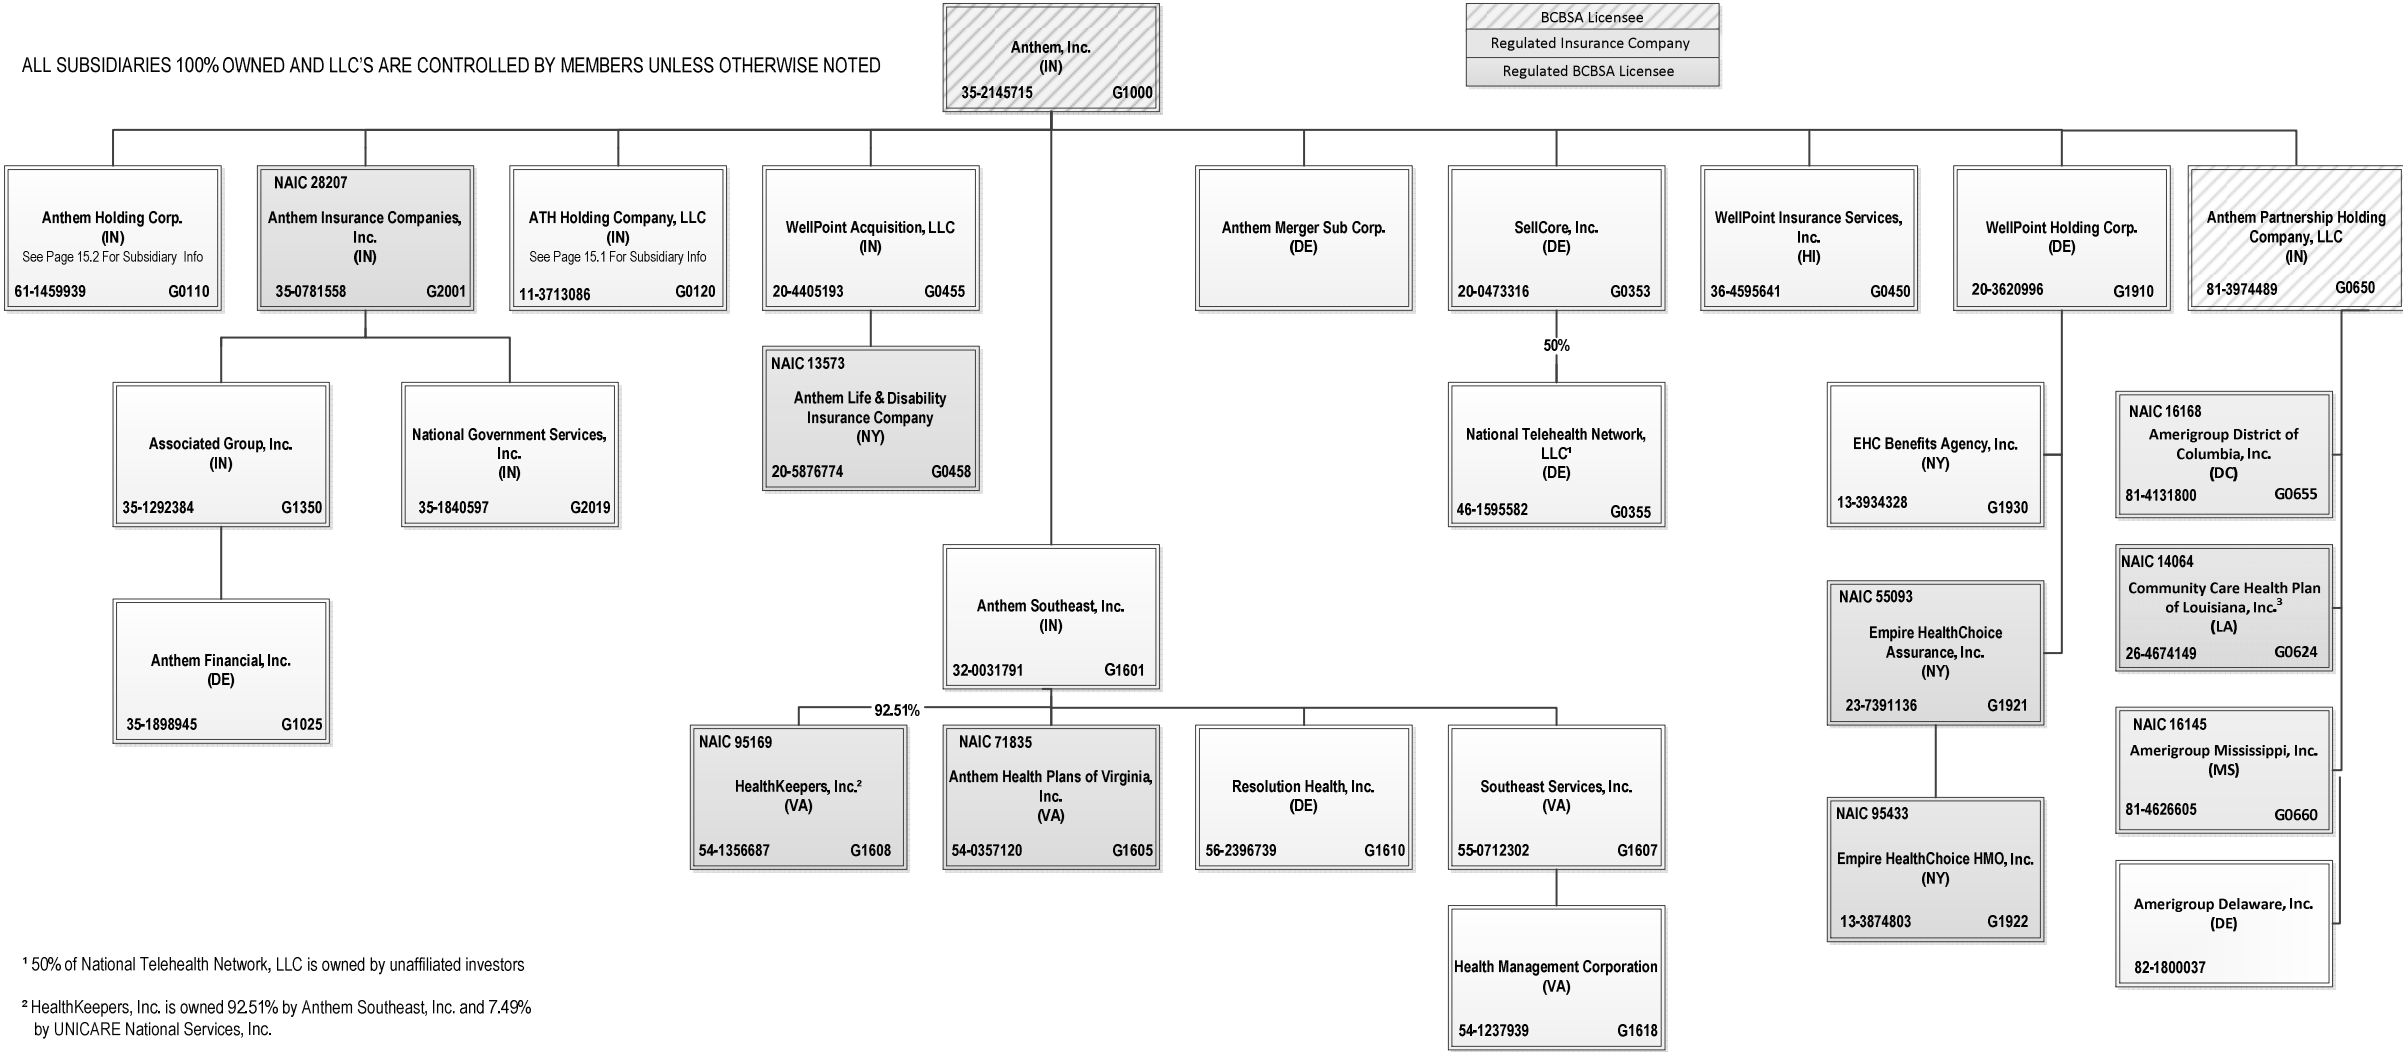 ALL SUBSIDIARIES 100% OWNED AND LLC'S ARE CONTROLLED BY MEMBERS UNLESS OTHERWISE NOTED
Anthem, Inc.
(IN)
35-2145715 G1000
BCBSA Licensee
Regulated Insurance Company
Regulated BCBSA Licensee
Anthem Holding Corp.
(IN)
See Page 15.2 For Subsidiary Info
61-1459939 G0110
NAIC 28207
Anthem Insurance Companies,
Inc.
(IN)
35-0781558 G2001
ATH Holding Company, LLC
(IN)
See Page 15.1 For Subsidiary Info
11-3713086 G0120
WellPoint Acquisition, LLC
(IN)
20-4405193 G0455
Anthem Merger Sub Corp.
(DE)
SellCore, Inc.
(DE)
20-0473316 G0353
WellPoint Insurance Services,
Inc.
(HI)
36-4595641 G0450
WellPoint Holding Corp.
(DE)
20-3620996 G1910
Anthem Partnership Holding
Company, LLC
(IN)
81-3974489 G0650
Associated Group, Inc.
(IN)
35-1292384 G1350
National Government Services,
Inc.
(IN)
35-1840597 G2019
NAIC 13573
Anthem Life & Disability
Insurance Company
(NY)
20-5876774 G0458
50%
National Telehealth Network,
LLC¹
(DE)
46-1595582 G0355
EHC Benefits Agency, Inc.
(NY)
13-3934328 G1930
NAIC 16168
Amerigroup District of
Columbia, Inc.
(DC)
81-4131800 G0655
Anthem Financial, Inc.
(DE)
35-1898945 G1025
Anthem Southeast, Inc.
(IN)
32-0031791 G1601
NAIC 55093
Empire HealthChoice
Assurance, Inc.
(NY)
23-7391136 G1921
NAIC 14064
Community Care Health Plan
of Louisiana, Inc.³
(LA)
26-4674149 G0624
92.51%
NAIC 95169
HealthKeepers, Inc.²
(VA)
54-1356687 G1608
NAIC 71835
Anthem Health Plans of Virginia,
Inc.
(VA)
54-0357120 G1605
Resolution Health, Inc.
(DE)
56-2396739 G1610
Southeast Services, Inc.
(VA)
55-0712302 G1607
NAIC 95433
Empire HealthChoice HMO, Inc.
(NY)
13-3874803 G1922
NAIC 16145
Amerigroup Mississippi, Inc.
(MS)
81-4626605 G0660
Health Management Corporation
(VA)
54-1237939 G1618
Amerigroup Delaware, Inc.
(DE)
82-1800037
¹ 50% of National Telehealth Network, LLC is owned by unaffiliated investors
² HealthKeepers, Inc. is owned 92.51% by Anthem Southeast, Inc. and 7.49%
by UNICARE National Services, Inc.